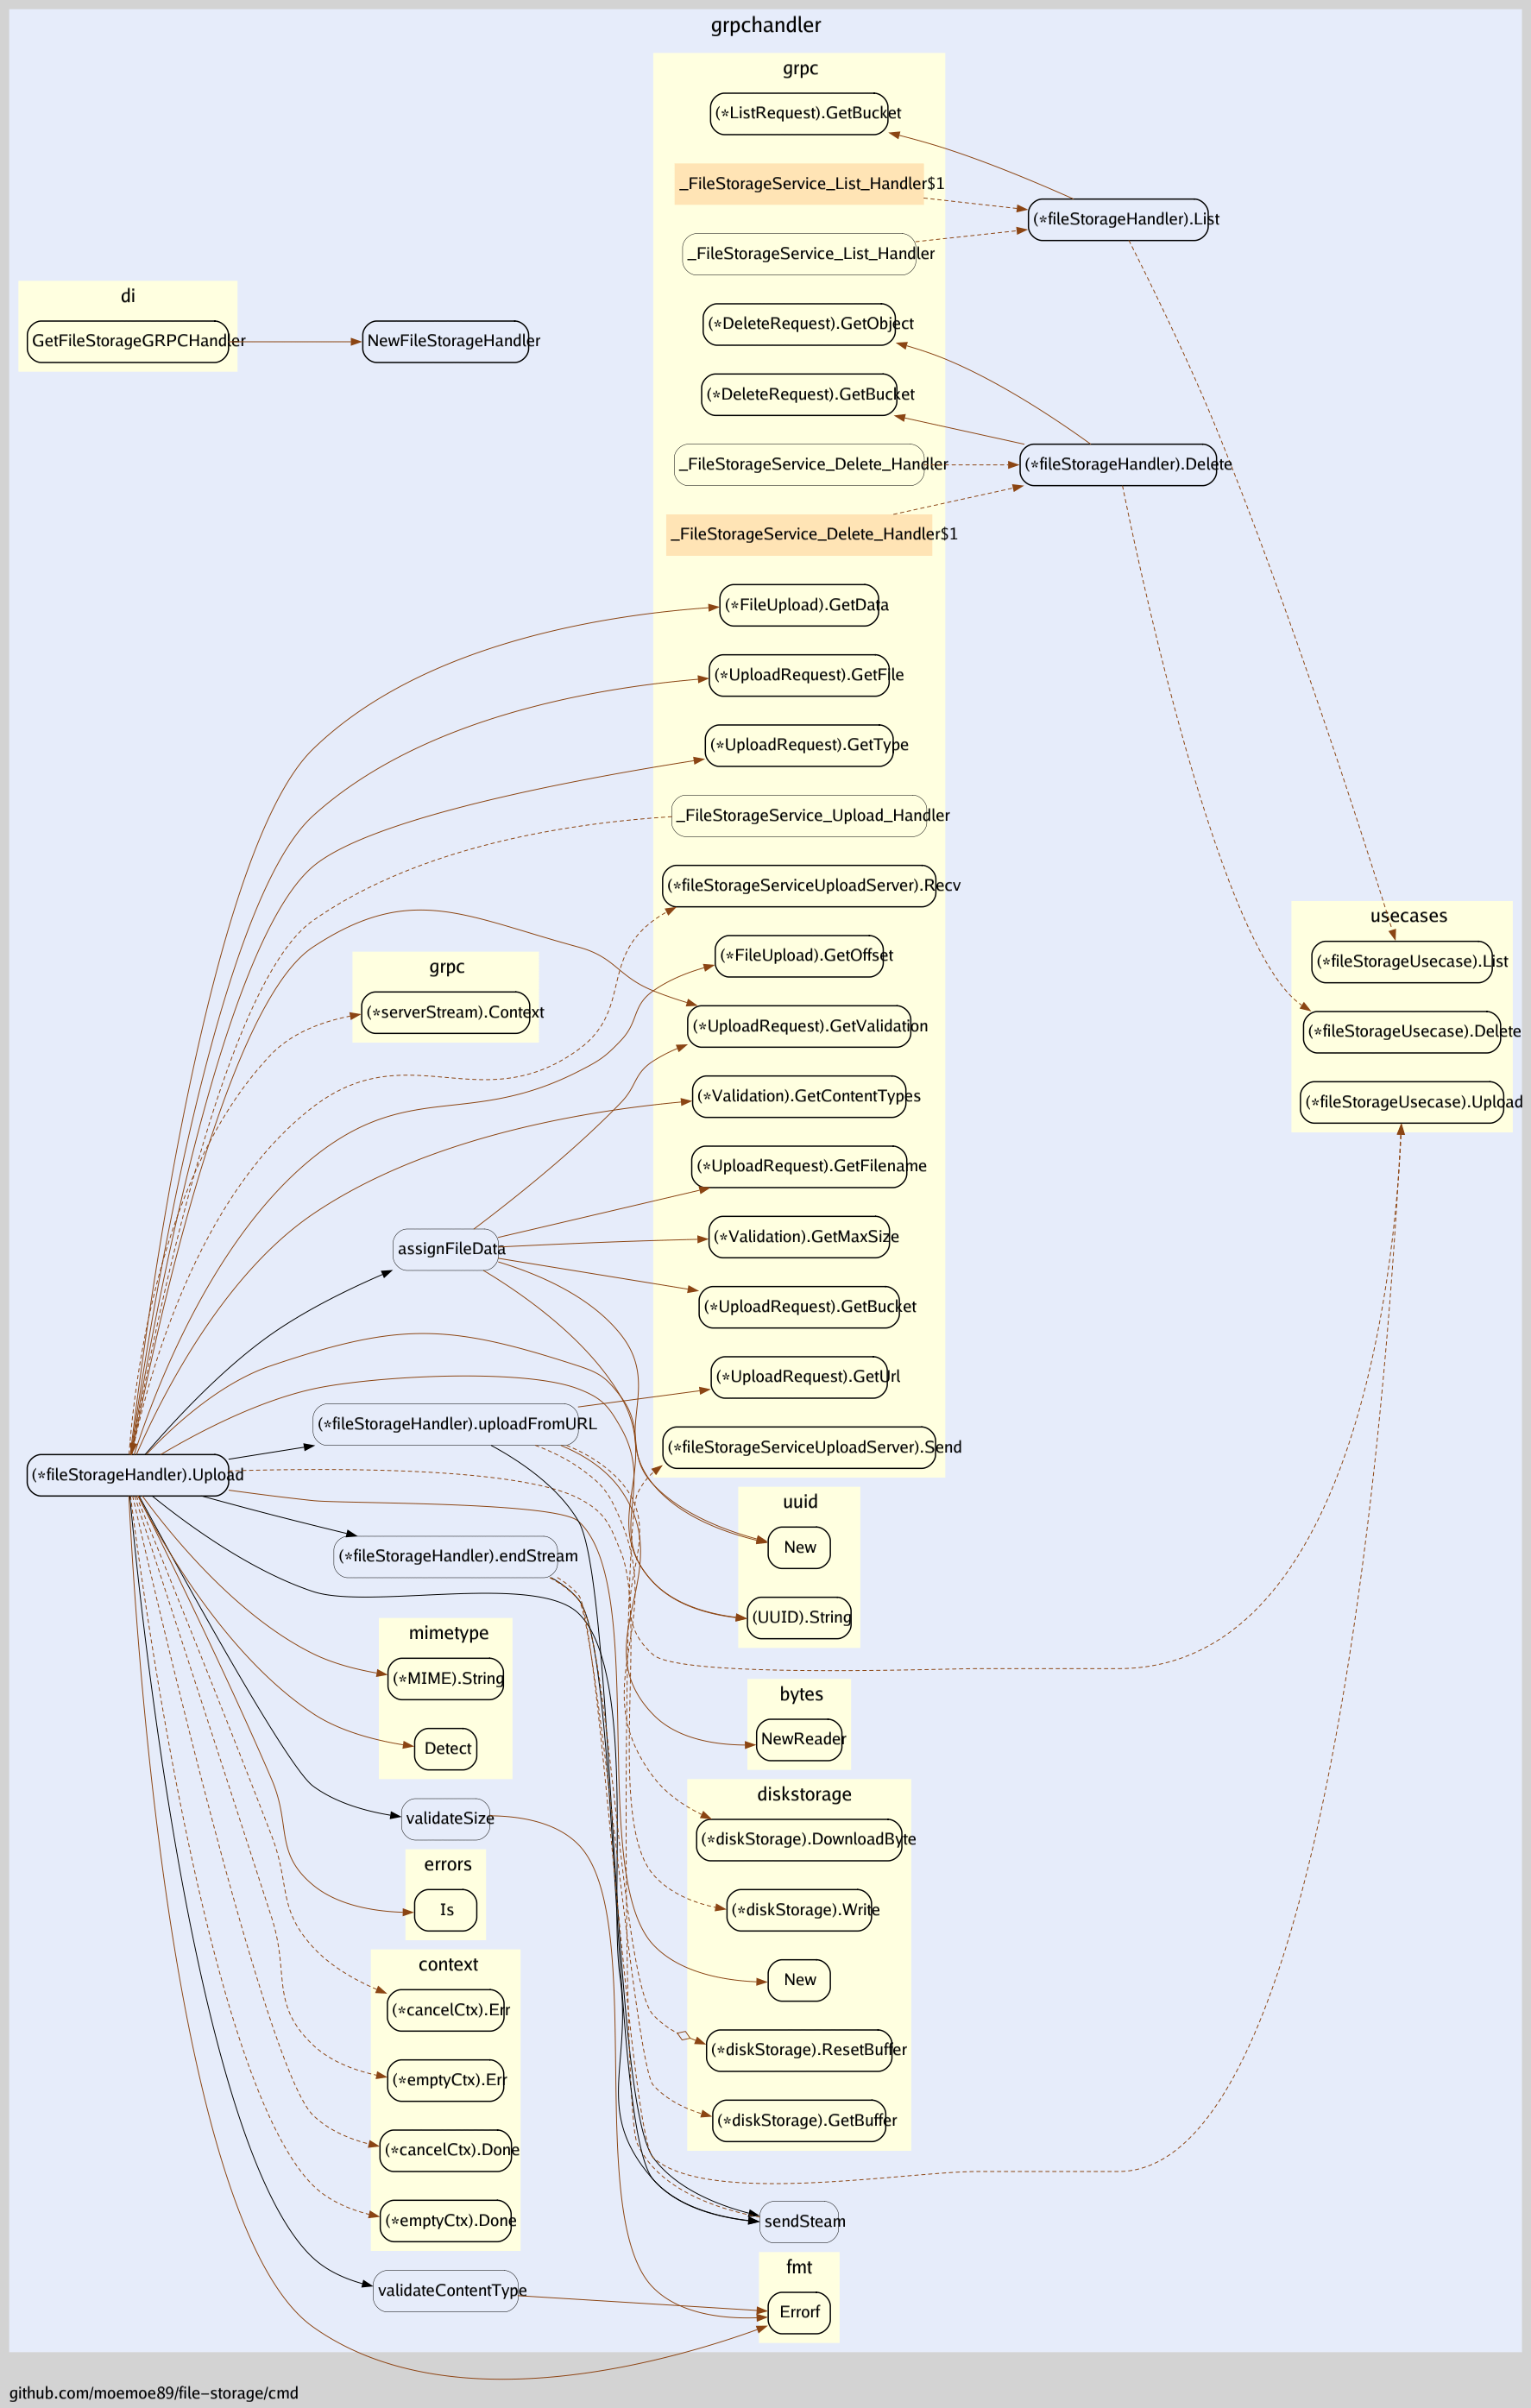 grpchandler
grpc
(*ListRequest).GetBucket
_FileStorageService_List_Handler$1
(*fileStorageHandler).List
_FileStorageService_List_Handler
di
GetFileStorageGRPCHandler
NewFileStorageHandler
(*DeleteRequest).GetObject
(*DeleteRequest).GetBucket
_FileStorageService_Delete_Handler
(*fileStorageHandler).Delete
_FileStorageService_Delete_Handler$1
(*FileUpload).GetData
(*UploadRequest).GetFile
(*UploadRequest).GetType
_FileStorageService_Upload_Handler
(*fileStorageServiceUploadServer).Recv
(*FileUpload).GetOffset
(*UploadRequest).GetValidation
(*Validation).GetContentTypes
(*UploadRequest).GetFilename
(*Validation).GetMaxSize
(*UploadRequest).GetBucket
(*UploadRequest).GetUrl
(*fileStorageServiceUploadServer).Send
usecases
(*fileStorageUsecase).List
(*fileStorageUsecase).Delete
(*fileStorageUsecase).Upload
grpc
(*serverStream).Context
assignFileData
(*fileStorageHandler).uploadFromURL
(*fileStorageHandler).Upload
(*fileStorageHandler).endStream
uuid
New
(UUID).String
mimetype
(*MIME).String
Detect
bytes
NewReader
validateSize
diskstorage
(*diskStorage).DownloadByte
(*diskStorage).Write
New
(*diskStorage).ResetBuffer
(*diskStorage).GetBuffer
errors
Is
context
(*cancelCtx).Err
(*emptyCtx).Err
(*cancelCtx).Done
(*emptyCtx).Done
sendSteam
validateContentType
fmt
Errorf
github.com/moemoe89/file-storage/cmd